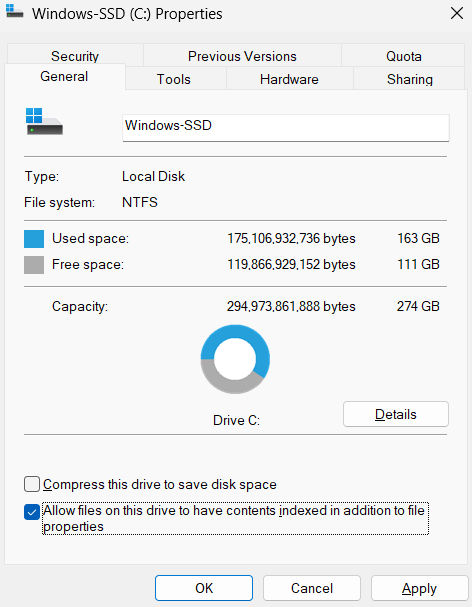 Windows-SSD (C:) Properties
Security Previous Versions Quota
General Tools Hardware Sharing
Windows-SSD
Type: Local Disk
File system: NTFS
Used space: 175,106,932,736 bytes 163 GB
Free space: 119,866,929,152 bytes 111 GB
Capacity: 294,973,861,888 bytes 274 GB
Drive C:
Details
Compress this drive to save disk space
Allow files on this drive to have contents indexed in addition to file
properties
OK Cancel Apply